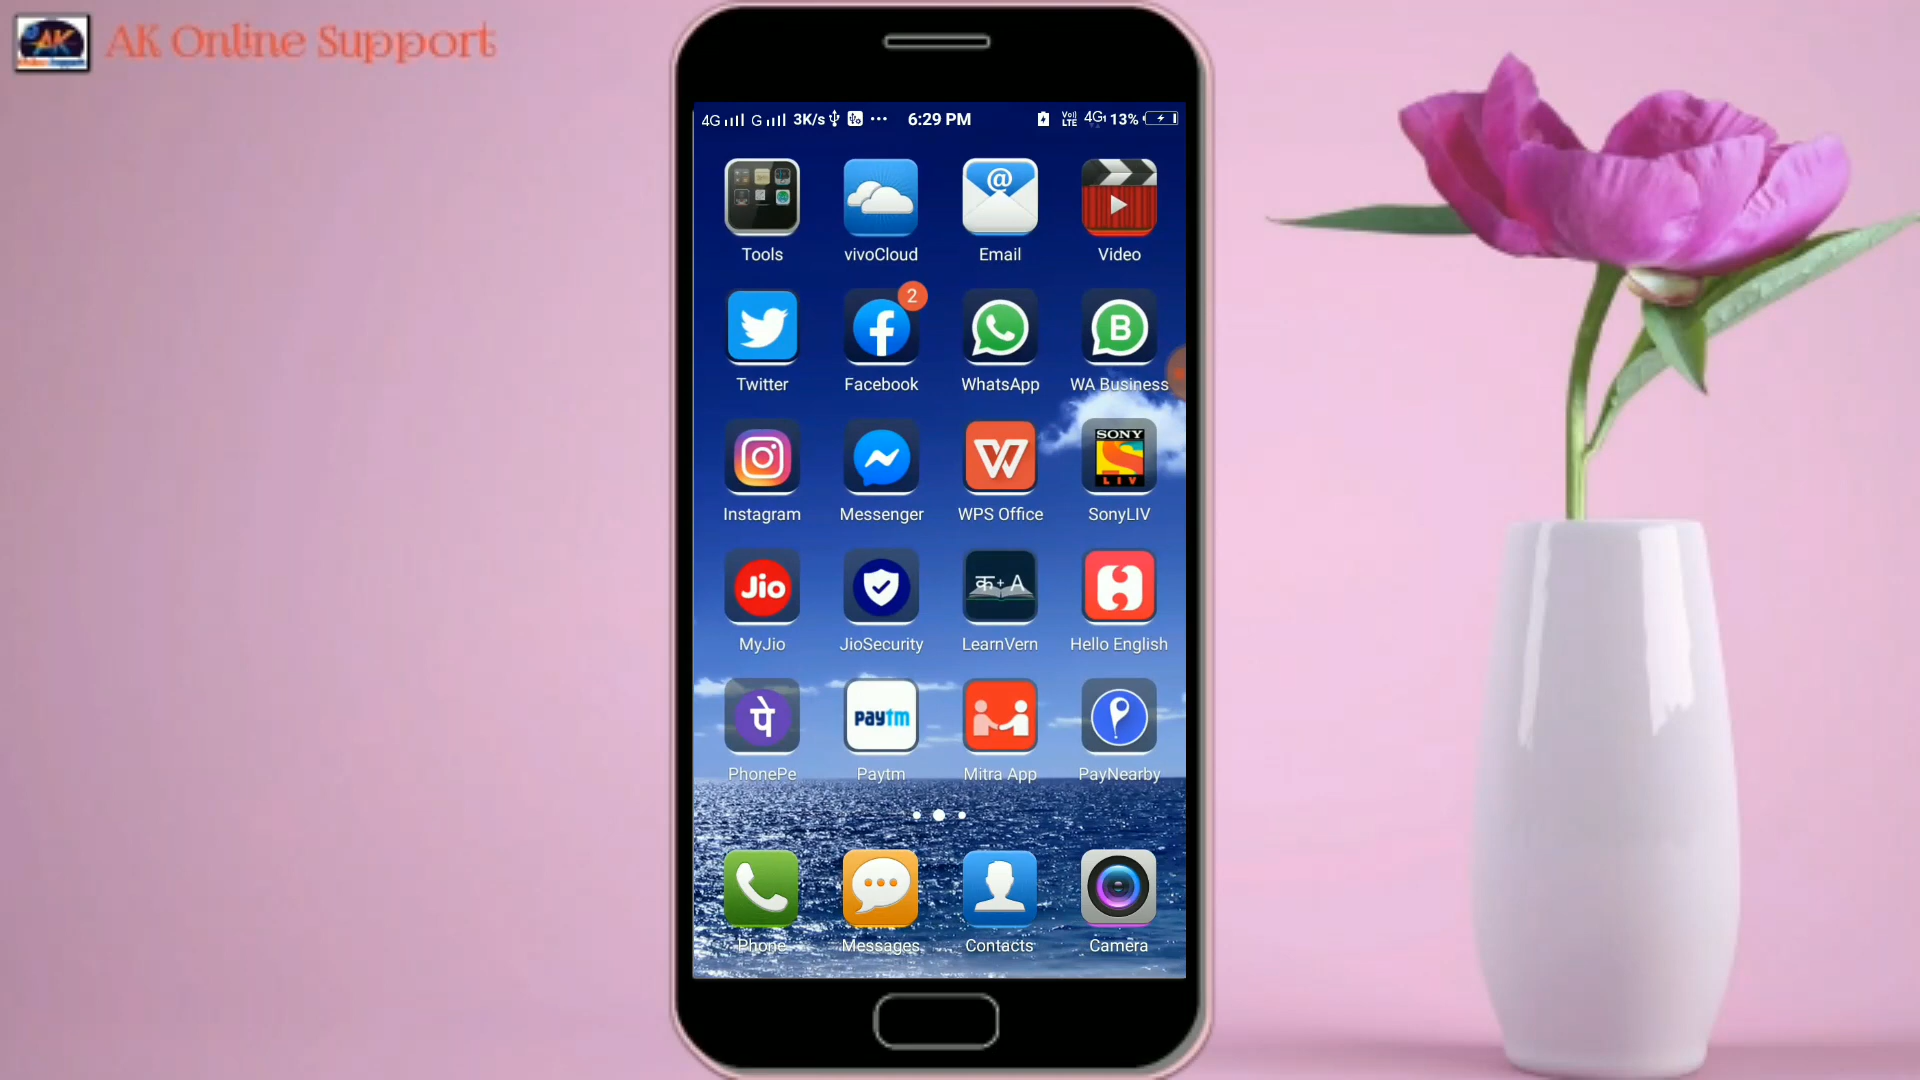 AK Online Support
4G G 3K/s 6:29 PM VoLTE 4G 13%
Tools vivoCloud Email Video
2
Twitter Facebook WhatsApp WA Business
SONY
LIV
Instagram Messenger WPS Office SonyLIV
Jio क+A
MyJio JioSecurity LearnVern Hello English
पे paytm
PhonePe Paytm Mitra App PayNearby
Phone Messages Contacts Camera